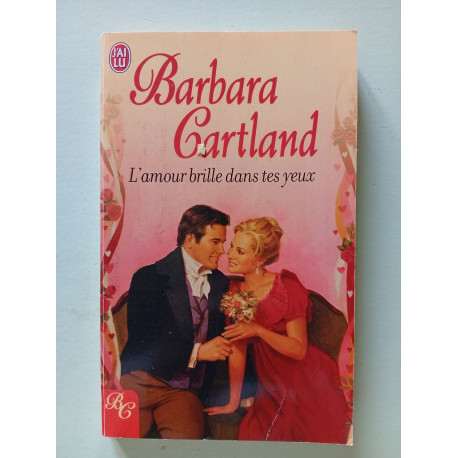 J'AI
LU
Barbara
Cartland
L'amour brille dans tes yeux
BC